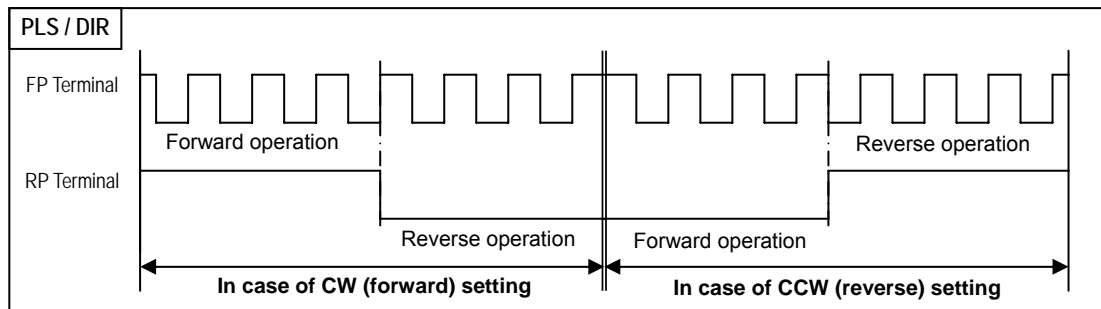 PLS / DIR
FP Terminal
Forward operation
Reverse operation
RP Terminal
Reverse operation
Forward operation
In case of CW (forward) setting
In case of CCW (reverse) setting